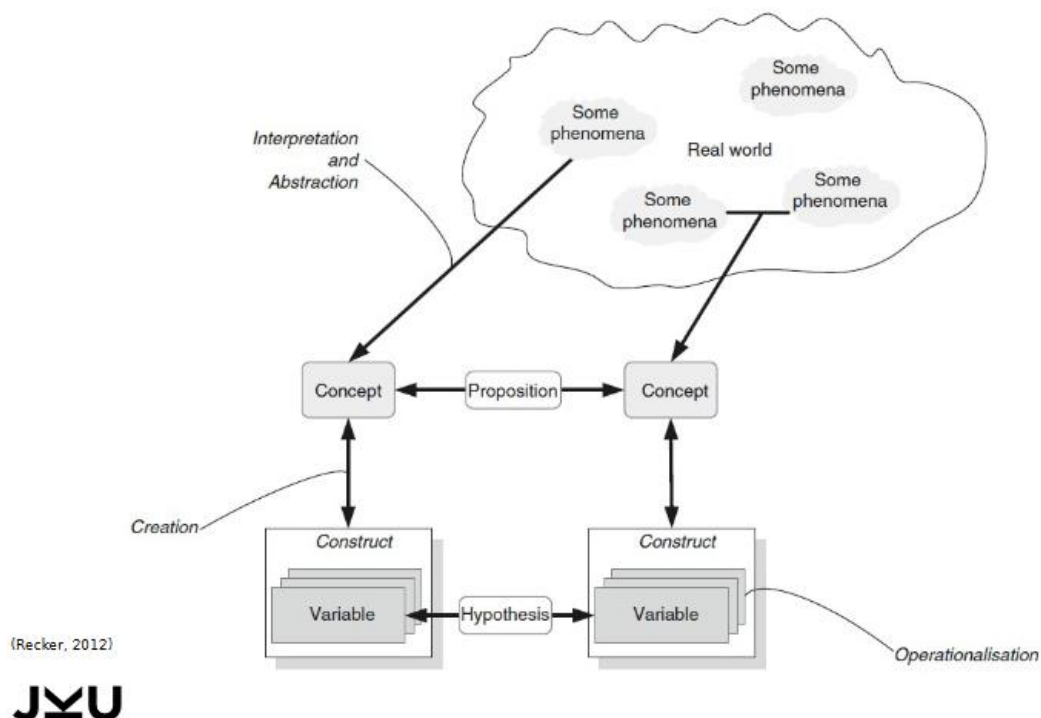 Some
phenomena
Some
phenomena
Interpretation
and
Abstraction
Real world
Some
phenomena
Some
phenomena
Concept
Proposition
Concept
Creation
Construct
Construct
Variable
Hypothesis
Variable
(Recker, 2012)
Operationalisation
JKU